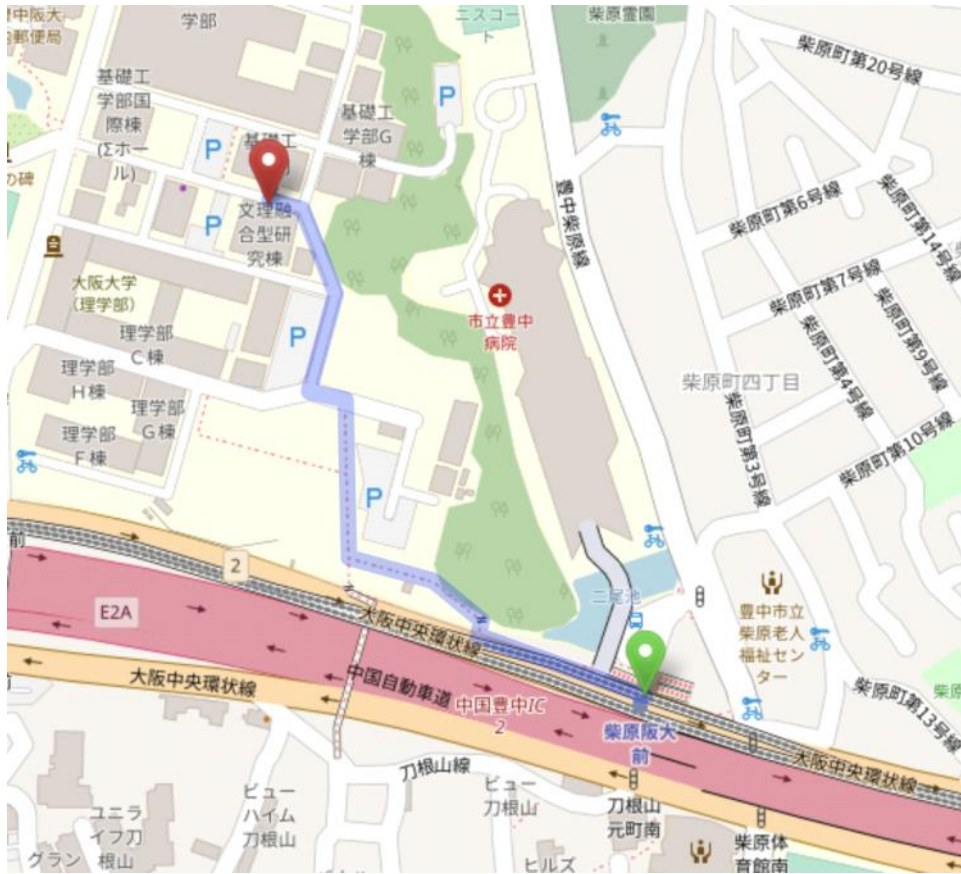 豊中阪大
郵便局
学部
ニスコー
ト
柴原霊園
柴原町第20号線
基礎工
学部国
際棟
(Σホー
ル)
P
基礎工
学部G
棟
P
基礎工
の碑
P
文理融
合型研
究棟
豊中柴原線
柴原町第6号線
柴原町第14号線
大阪大学
(理学部)
P
市立豊中
病院
柴原町第7号線
理学部
C棟
理学部
H棟
理学部
G棟
理学部
F棟
柴原町四丁目
柴原町第4号線
柴原町第9号線
柴原町第3号線
柴原町第10号線
P
前
2
E2A
大阪中央環状線
二尾池
豊中市立
柴原老人
福祉セン
ター
大阪中央環状線
中国自動車道
中国豊中IC
2
柴原阪大
前
柴原町第13号線
大阪中央環状線
刀根山線
刀根山
元町南
柴原体
育館南
ユニラ
イフ刀
根山
ビュー
ハイム
刀根山
ビュー
刀根山
グラン
ヒルズ